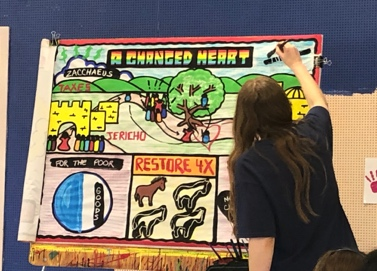 A CHANGED HEART
$ $ $ $
ZACCHAEUS
TAXES
JERICHO
FOR THE POOR
RESTORE 4X
GOODS